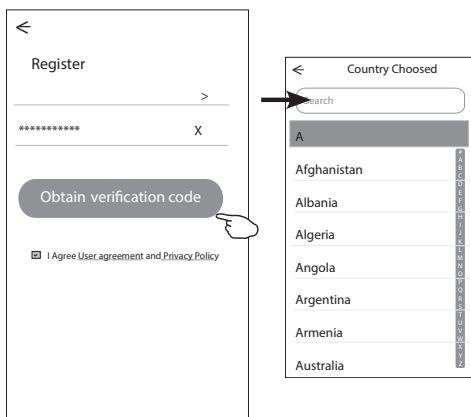 Register
>
***********
X
Obtain verification code
I Agree User agreement and Privacy Policy
Country Choosed
Search
A
Afghanistan
Albania
Algeria
Angola
Argentina
Armenia
Australia
#
A
B
C
D
E
F
G
H
I
J
K
L
M
N
O
P
Q
R
S
T
U
V
W
X
Y
Z